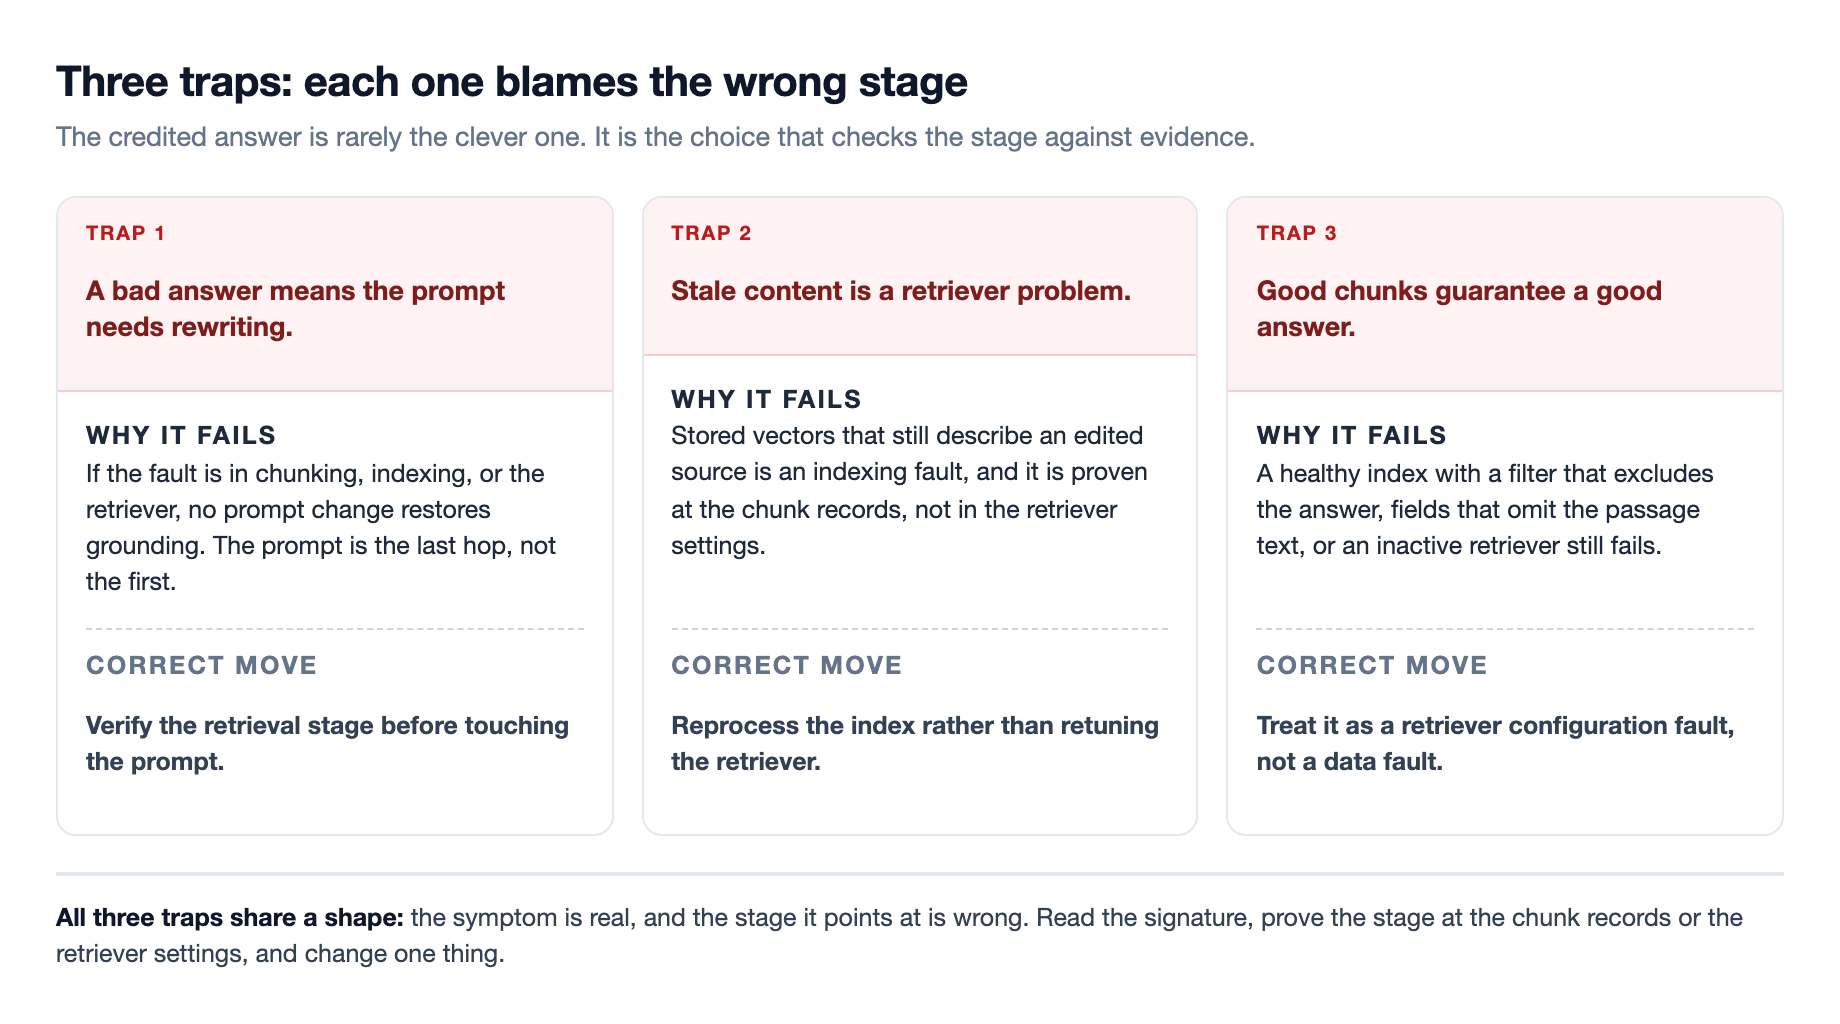 Three traps: each one blames the wrong stage
The credited answer is rarely the clever one. It is the choice that checks the stage against evidence.
TRAP 1
A bad answer means the prompt
needs rewriting.
WHY IT FAILS
If the fault is in chunking, indexing, or the
retriever, no prompt change restores
grounding. The prompt is the last hop, not
the first.
CORRECT MOVE
Verify the retrieval stage before touching
the prompt.
TRAP 2
Stale content is a retriever problem.
WHY IT FAILS
Stored vectors that still describe an edited
source is an indexing fault, and it is proven
at the chunk records, not in the retriever
settings.
CORRECT MOVE
Reprocess the index rather than retuning
the retriever.
TRAP 3
Good chunks guarantee a good
answer.
WHY IT FAILS
A healthy index with a filter that excludes
the answer, fields that omit the passage
text, or an inactive retriever still fails.
CORRECT MOVE
Treat it as a retriever configuration fault,
not a data fault.
All three traps share a shape: the symptom is real, and the stage it points at is wrong. Read the signature, prove the stage at the chunk records or the
retriever settings, and change one thing.